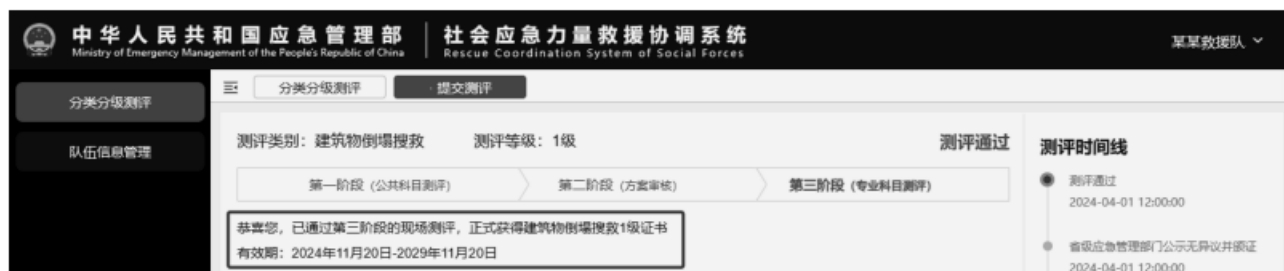 中华人民共和国应急管理部
Ministry of Emergency Management of the People's Republic of China
社会应急力量救援协调系统
Rescue Coordination System of Social Forces
某某救援队
分类分级测评
队伍信息管理
分类分级测评
· 提交测评
测评类别：建筑物倒塌搜救 测评等级：1级
测评通过
第一阶段（公共科目测评）
第二阶段（方案审核）
第三阶段（专业科目测评）
恭喜您，已通过第三阶段的现场测评，正式获得建筑物倒塌搜救1级证书
有效期：2024年11月20日-2029年11月20日
测评时间线
测评通过
2024-04-01 12:00:00
省级应急管理部门公示无异议并颁证
2024-04-01 12:00:00